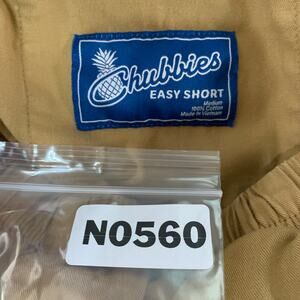 Chubbies
EASY SHORT
Medium
100% Cotton
Made in Vietnam
N0560